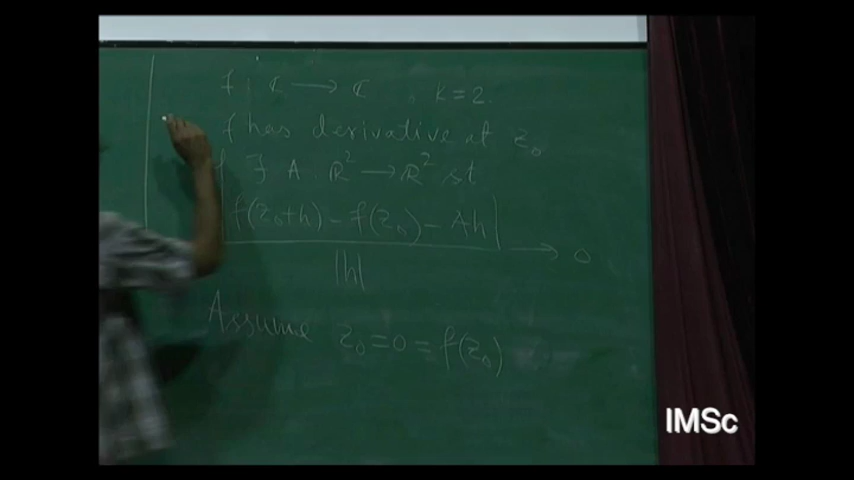 f : ℂ → ℂ , K = 2.
f has derivative at z₀
if ∃ A : ℝ² → ℝ² st
|f(z₀+h) − f(z₀) − Ah| / |h| → 0
Assume z₀ = 0 = f(z₀)
IMSc